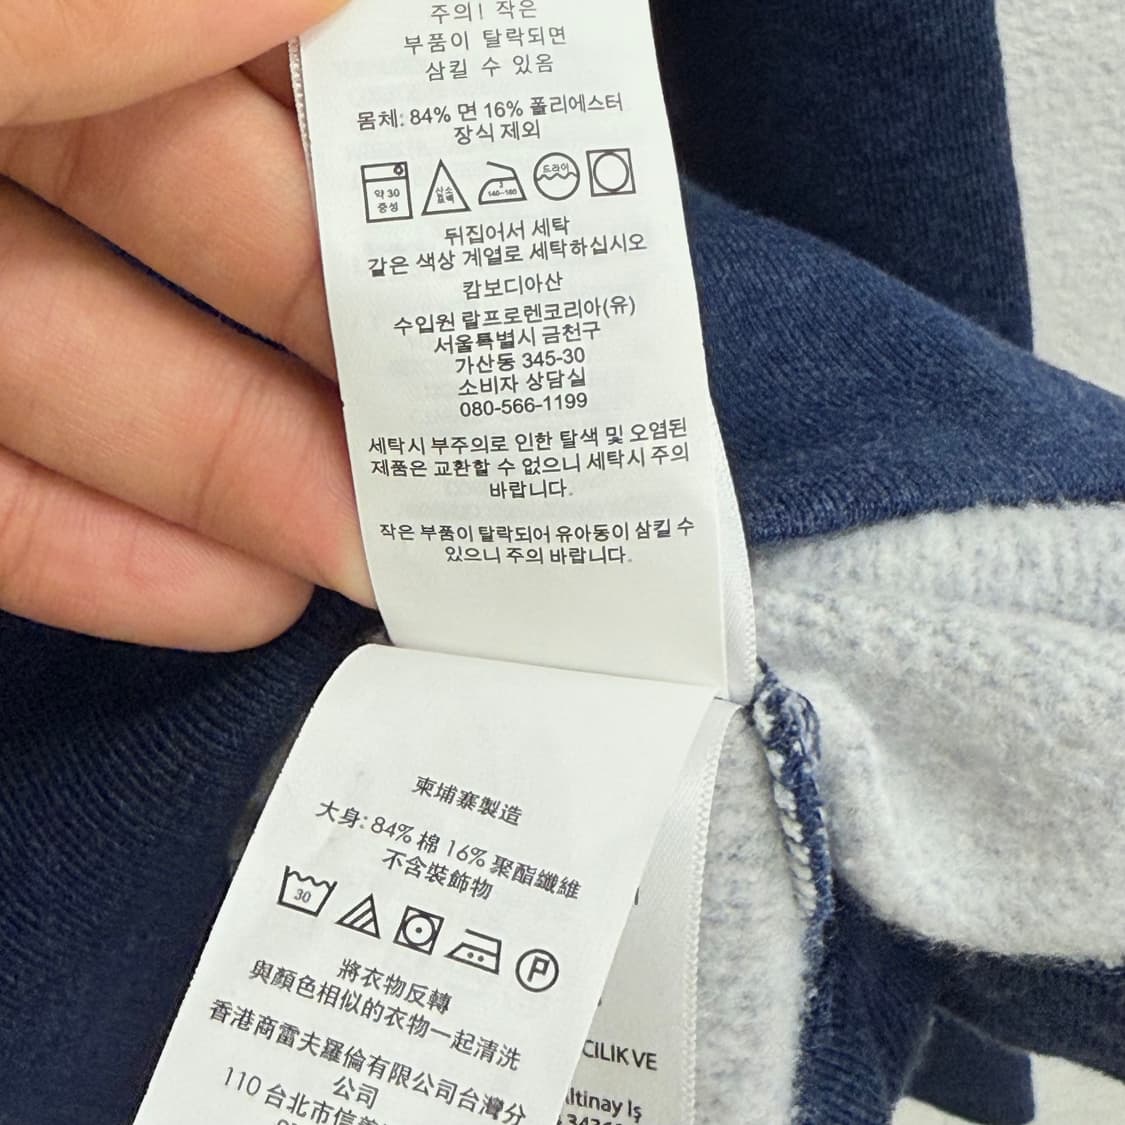 주의! 작은
부품이 탈락되면
삼킬 수 있음
몸체: 84% 면 16% 폴리에스터
장식 제외
약 30
중성
산소
표백
3
140~160
드라이
뒤집어서 세탁
같은 색상 계열로 세탁하십시오
캄보디아산
수입원 랄프로렌코리아(유)
서울특별시 금천구
가산동 345-30
소비자 상담실
080-566-1199
세탁시 부주의로 인한 탈색 및 오염된
제품은 교환할 수 없으니 세탁시 주의
바랍니다.
작은 부품이 탈락되어 유아동이 삼킬 수
있으니 주의 바랍니다.
柬埔寨製造
大身: 84% 棉 16% 聚酯纖維
不含裝飾物
30
P
將衣物反轉
與顏色相似的衣物一起清洗
香港商雷夫羅倫有限公司台灣分
公司
110 台北市信義
CILIK VE
ltinay Iş